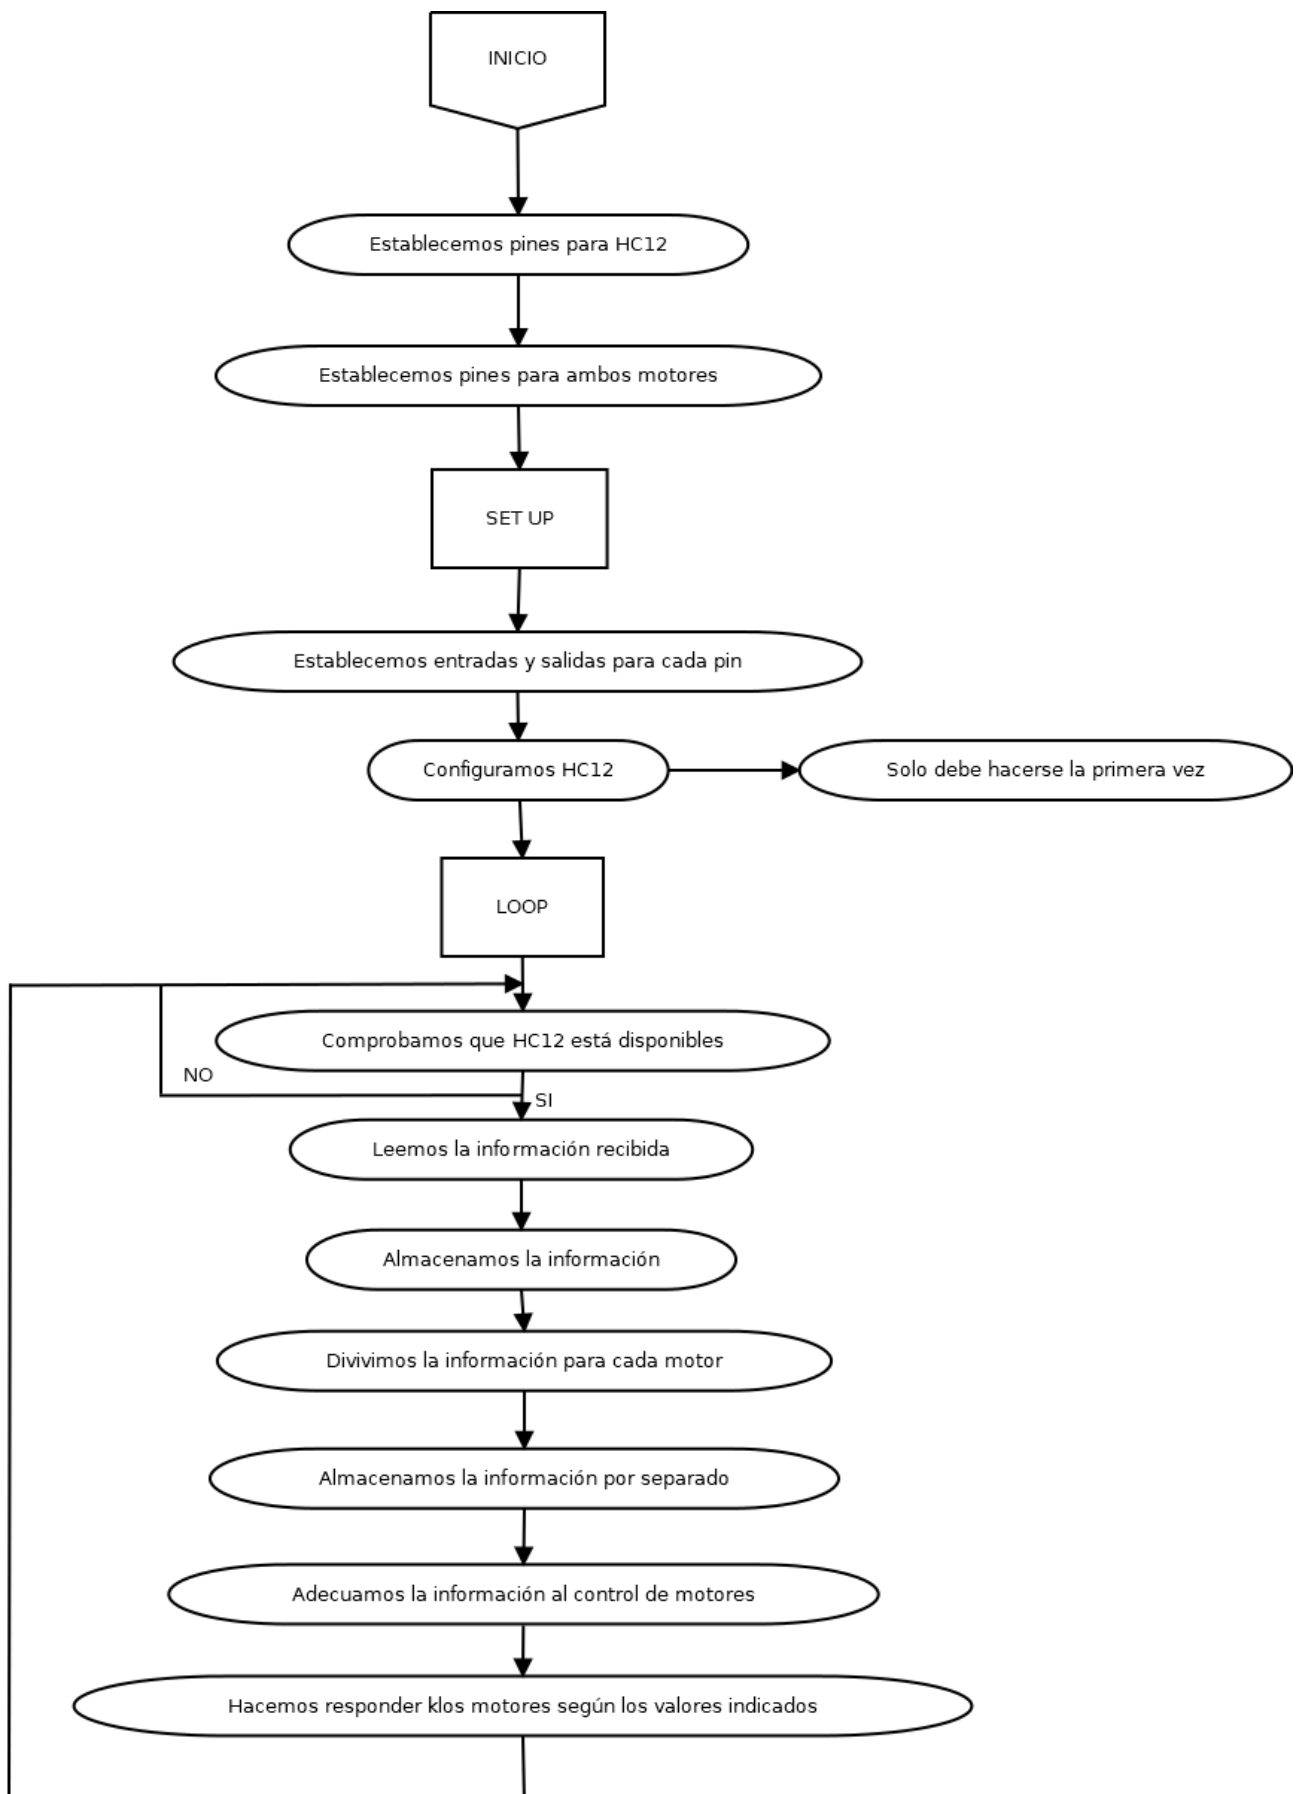 INICIO
Establecemos pines para HC12
Establecemos pines para ambos motores
SET UP
Establecemos entradas y salidas para cada pin
Configuramos HC12
Solo debe hacerse la primera vez
LOOP
Comprobamos que HC12 está disponibles
NO
SI
Leemos la información recibida
Almacenamos la información
Divivimos la información para cada motor
Almacenamos la información por separado
Adecuamos la información al control de motores
Hacemos responder klos motores según los valores indicados